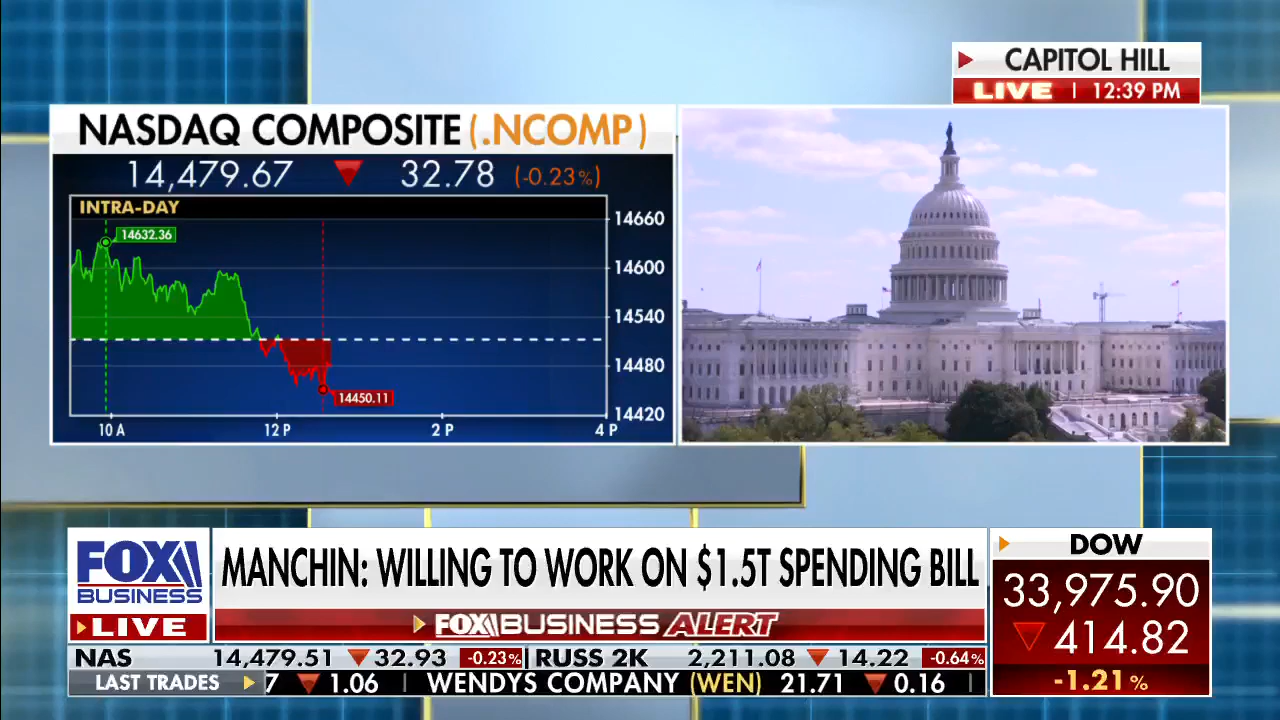 CAPITOL HILL
LIVE | 12:39 PM
NASDAQ COMPOSITE (.NCOMP)
14,479.67 ▼ 32.78 (-0.23%)
INTRA-DAY
14632.36
14660
14600
14540
14480
14420
14450.11
10 A 12 P 2 P 4 P
FOX BUSINESS
LIVE
MANCHIN: WILLING TO WORK ON $1.5T SPENDING BILL
FOX BUSINESS ALERT
DOW
33,975.90
▽ 414.82
-1.21%
NAS 14,479.51 ▼ 32.93 -0.23% RUSS 2K 2,211.08 ▼ 14.22 -0.64%
LAST TRADES 7 ▼ 1.06 | WENDYS COMPANY (WEN) 21.71 ▼ 0.16 |